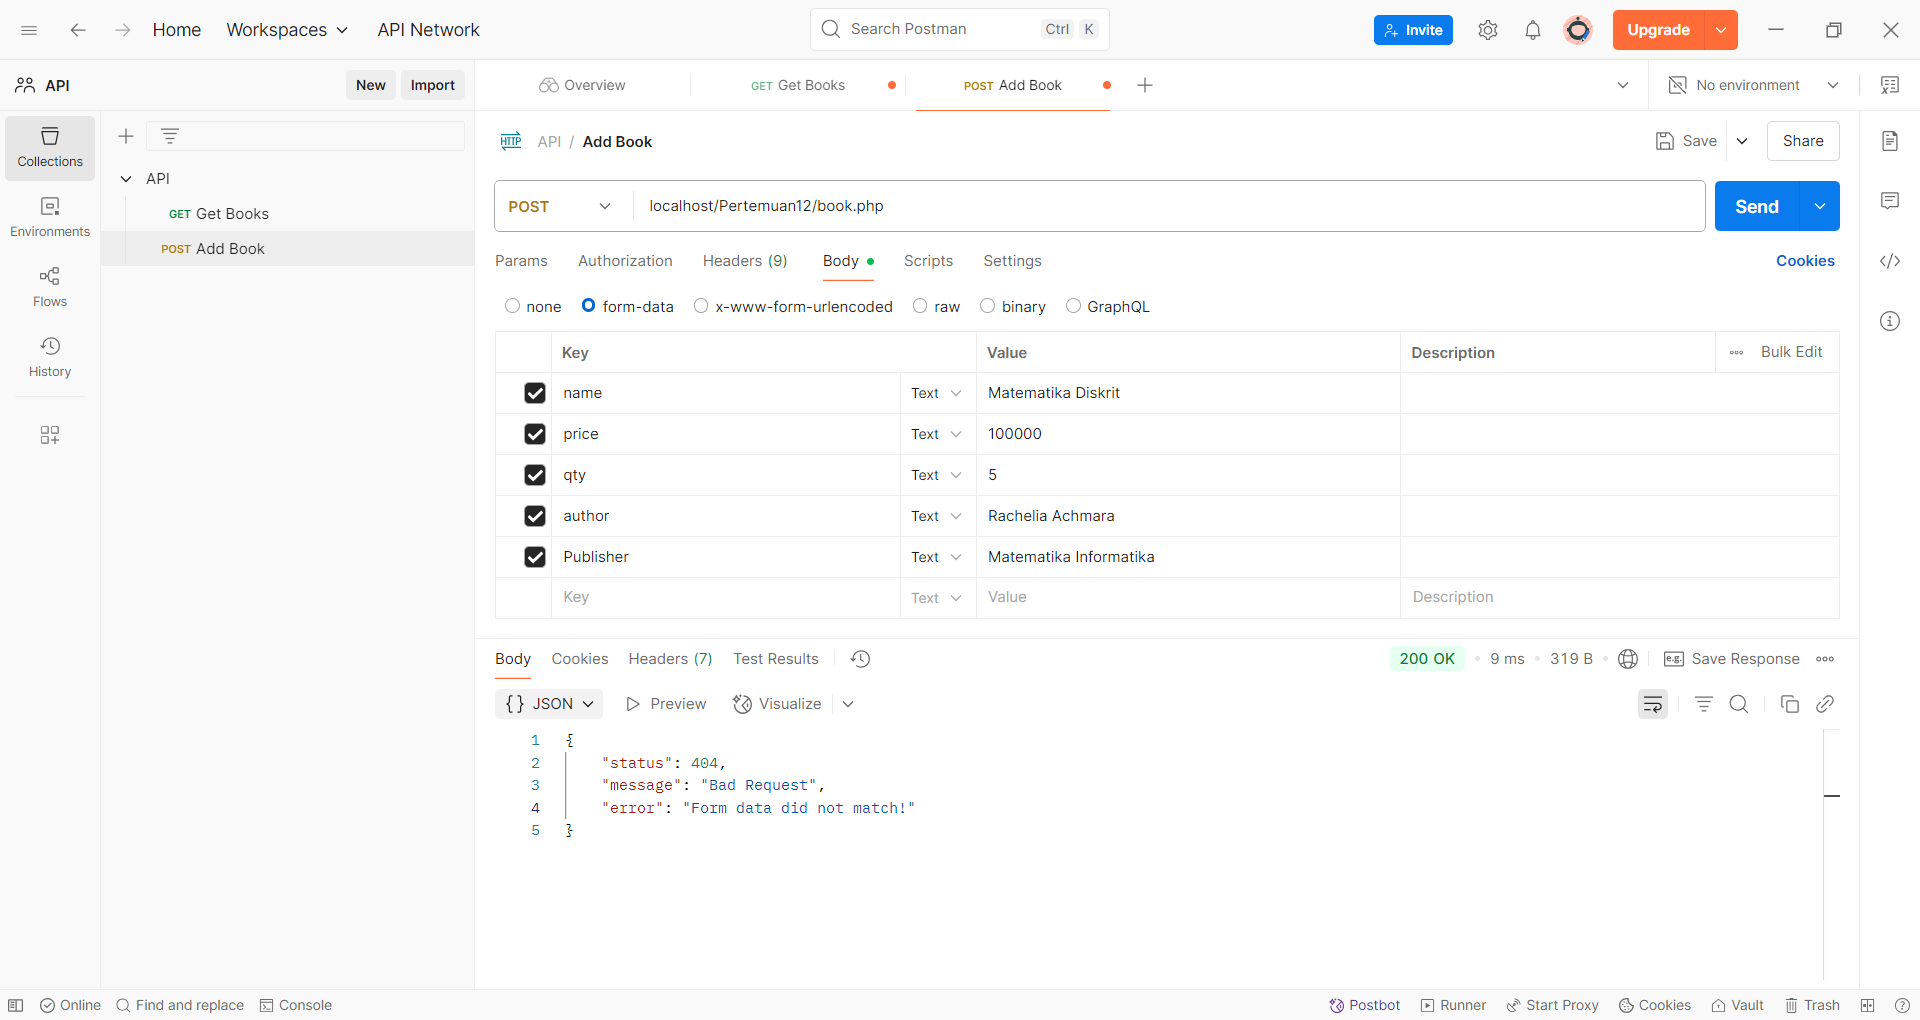 Home Workspaces API Network Search Postman Ctrl K Invite Upgrade
API New Import Overview GET Get Books POST Add Book No environment
HTTP API / Add Book Save Share
Collections
API
GET Get Books
POST Add Book
Environments
Flows
History
POST localhost/Pertemuan12/book.php Send
Params Authorization Headers (9) Body Scripts Settings Cookies
none form-data x-www-form-urlencoded raw binary GraphQL
Key Value Description Bulk Edit
name Text Matematika Diskrit
price Text 100000
qty Text 5
author Text Rachelia Achmara
Publisher Text Matematika Informatika
Key Text Value Description
Body Cookies Headers (7) Test Results 200 OK 9 ms 319 B e.g. Save Response
{} JSON Preview Visualize
1 {
2 "status": 404,
3 "message": "Bad Request",
4 "error": "Form data did not match!"
5 }
Online Find and replace Console Postbot Runner Start Proxy Cookies Vault Trash